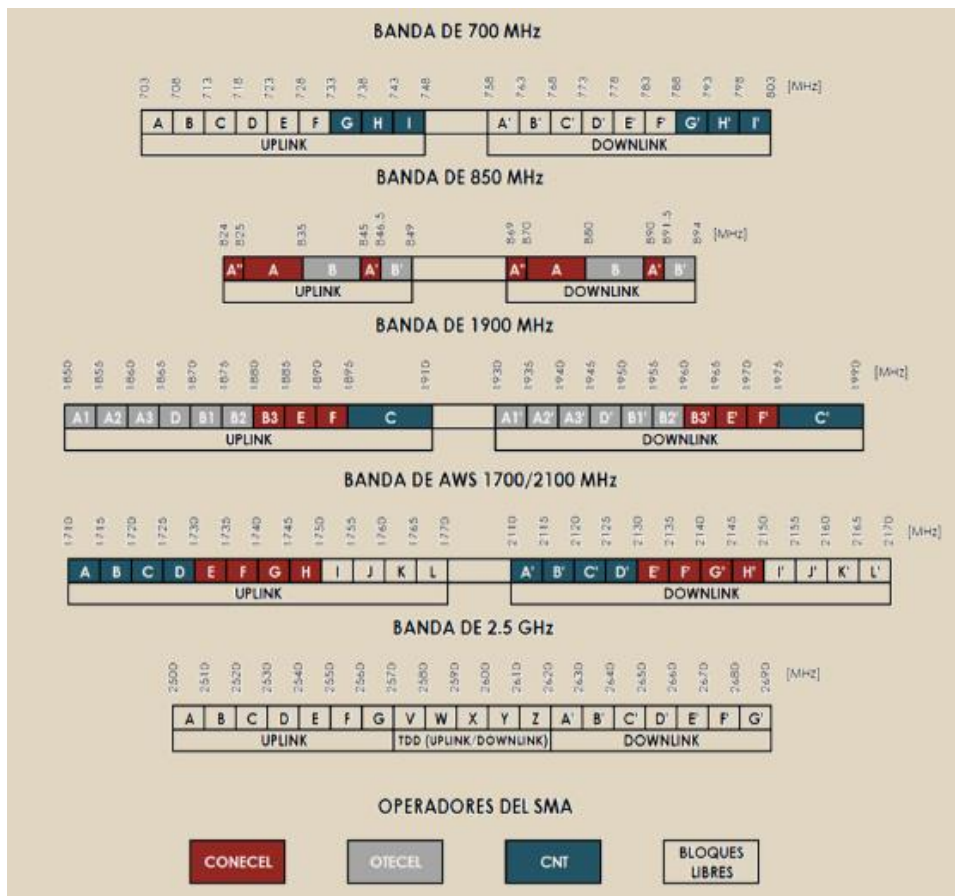 BANDA DE 700 MHz
703 708 713 718 723 728 733 738 743 748 758 763 768 773 778 783 788 793 798 803 [MHz]
A B C D E F G H I A' B' C' D' E' F' G' H' I'
UPLINK DOWNLINK
BANDA DE 850 MHz
824 825 835 845 846.5 849 869 870 880 890 891.5 894 [MHz]
A" A B A' B' A" A B A' B'
UPLINK DOWNLINK
BANDA DE 1900 MHz
1850 1855 1860 1865 1870 1875 1880 1885 1890 1895 1910 1930 1935 1940 1945 1950 1955 1960 1965 1970 1975 1990 [MHz]
A1 A2 A3 D B1 B2 B3 E F C A1' A2' A3' D' B1' B2' B3' E' F' C'
UPLINK DOWNLINK
BANDA DE AWS 1700/2100 MHz
1710 1715 1720 1725 1730 1735 1740 1745 1750 1755 1760 1765 1770 2110 2115 2120 2125 2130 2135 2140 2145 2150 2155 2160 2165 2170 [MHz]
A B C D E F G H I J K L A' B' C' D' E' F' G' H' I' J' K' L'
UPLINK DOWNLINK
BANDA DE 2.5 GHz
2500 2510 2520 2530 2540 2550 2560 2570 2580 2590 2600 2610 2620 2630 2640 2650 2660 2670 2680 2690 [MHz]
A B C D E F G V W X Y Z A' B' C' D' E' F' G'
UPLINK TDD (UPLINK/DOWNLINK) DOWNLINK
OPERADORES DEL SMA
CONECEL OTECEL CNT BLOQUES
LIBRES